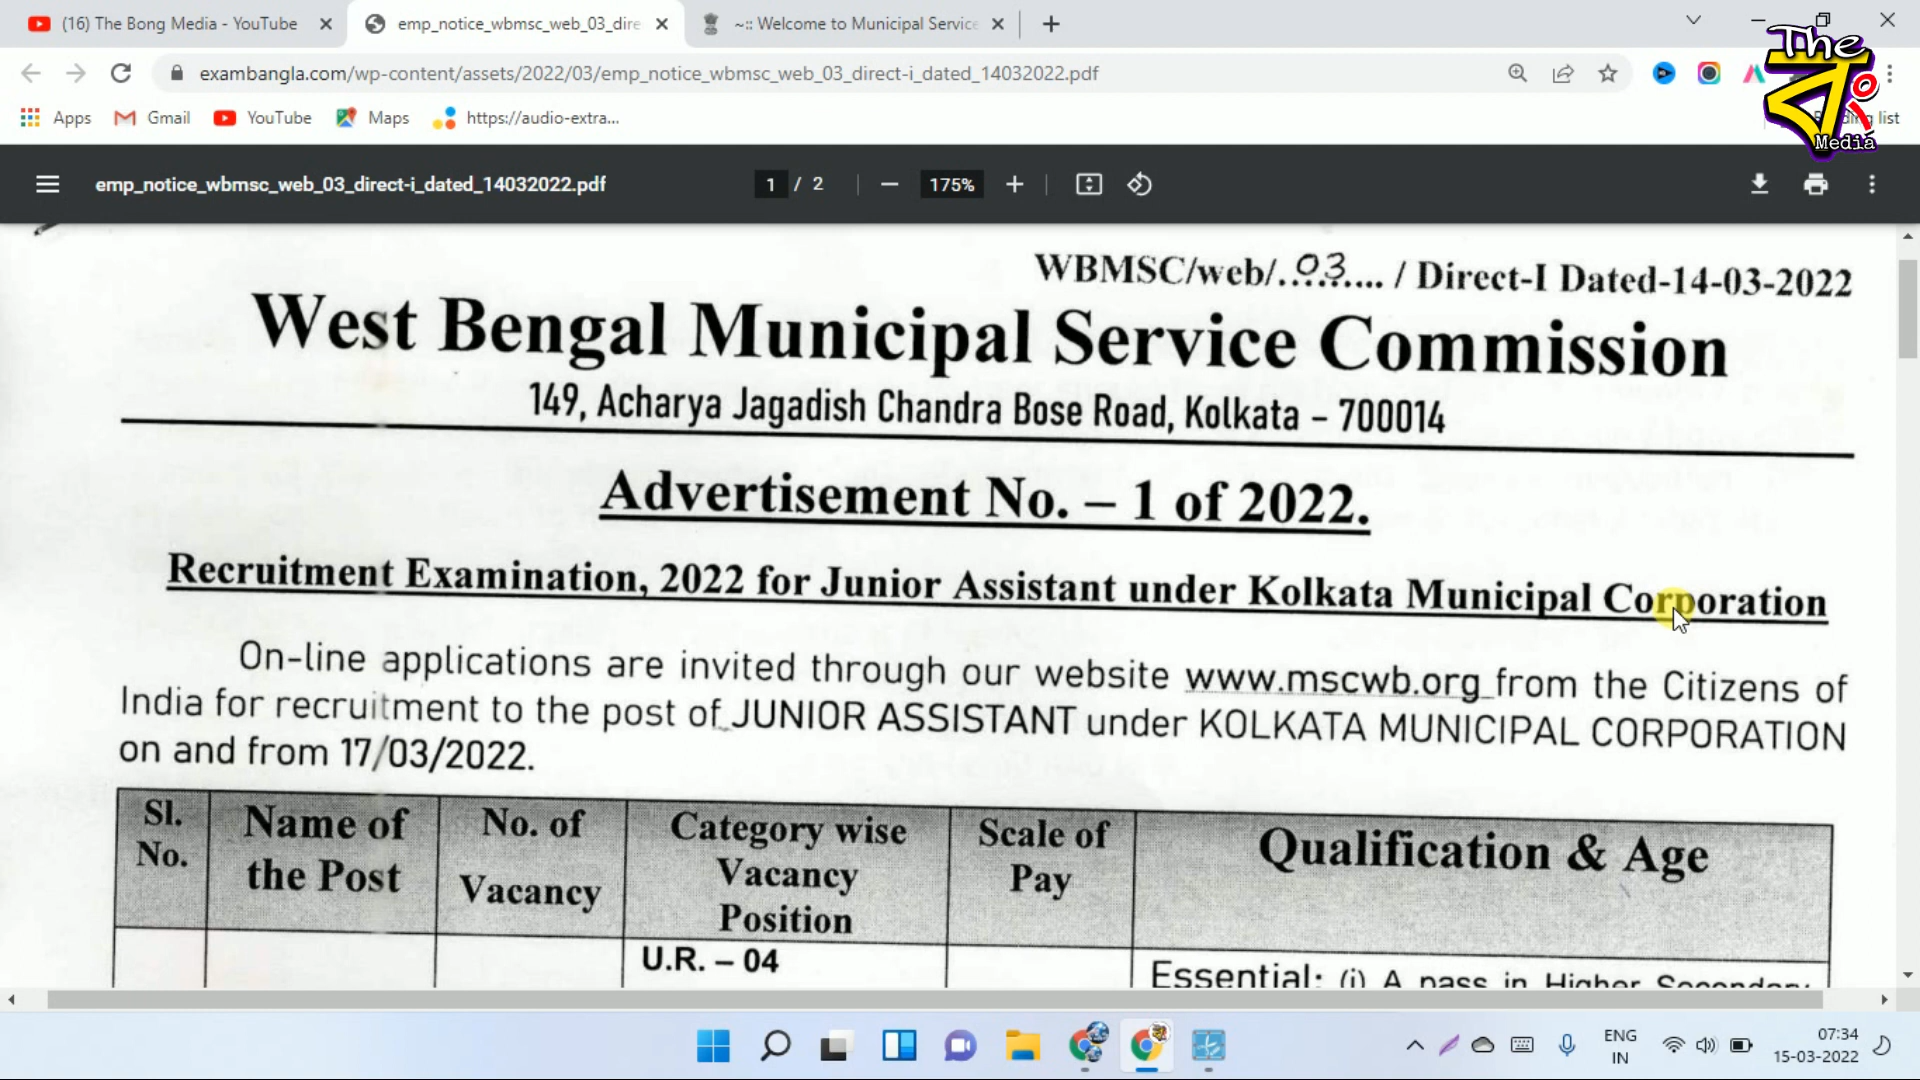 (16) The Bong Media - YouTube
emp_notice_wbmsc_web_03_dire
~:: Welcome to Municipal Service
exambangla.com/wp-content/assets/2022/03/emp_notice_wbmsc_web_03_direct-i_dated_14032022.pdf
Apps
Gmail
YouTube
Maps
https://audio-extra...
list
The
Media
emp_notice_wbmsc_web_03_direct-i_dated_14032022.pdf
1 / 2
175%
WBMSC/web/..03.... / Direct-I Dated-14-03-2022
West Bengal Municipal Service Commission
149, Acharya Jagadish Chandra Bose Road, Kolkata – 700014
Advertisement No. – 1 of 2022.
Recruitment Examination, 2022 for Junior Assistant under Kolkata Municipal Corporation
On-line applications are invited through our website www.mscwb.org from the Citizens of
India for recruitment to the post of JUNIOR ASSISTANT under KOLKATA MUNICIPAL CORPORATION
on and from 17/03/2022.
Sl. No.
Name of the Post
No. of Vacancy
Category wise Vacancy Position
Scale of Pay
Qualification & Age
U.R. – 04
Essential: (i) A pass in Higher Secondary
ENG
IN
07:34
15-03-2022